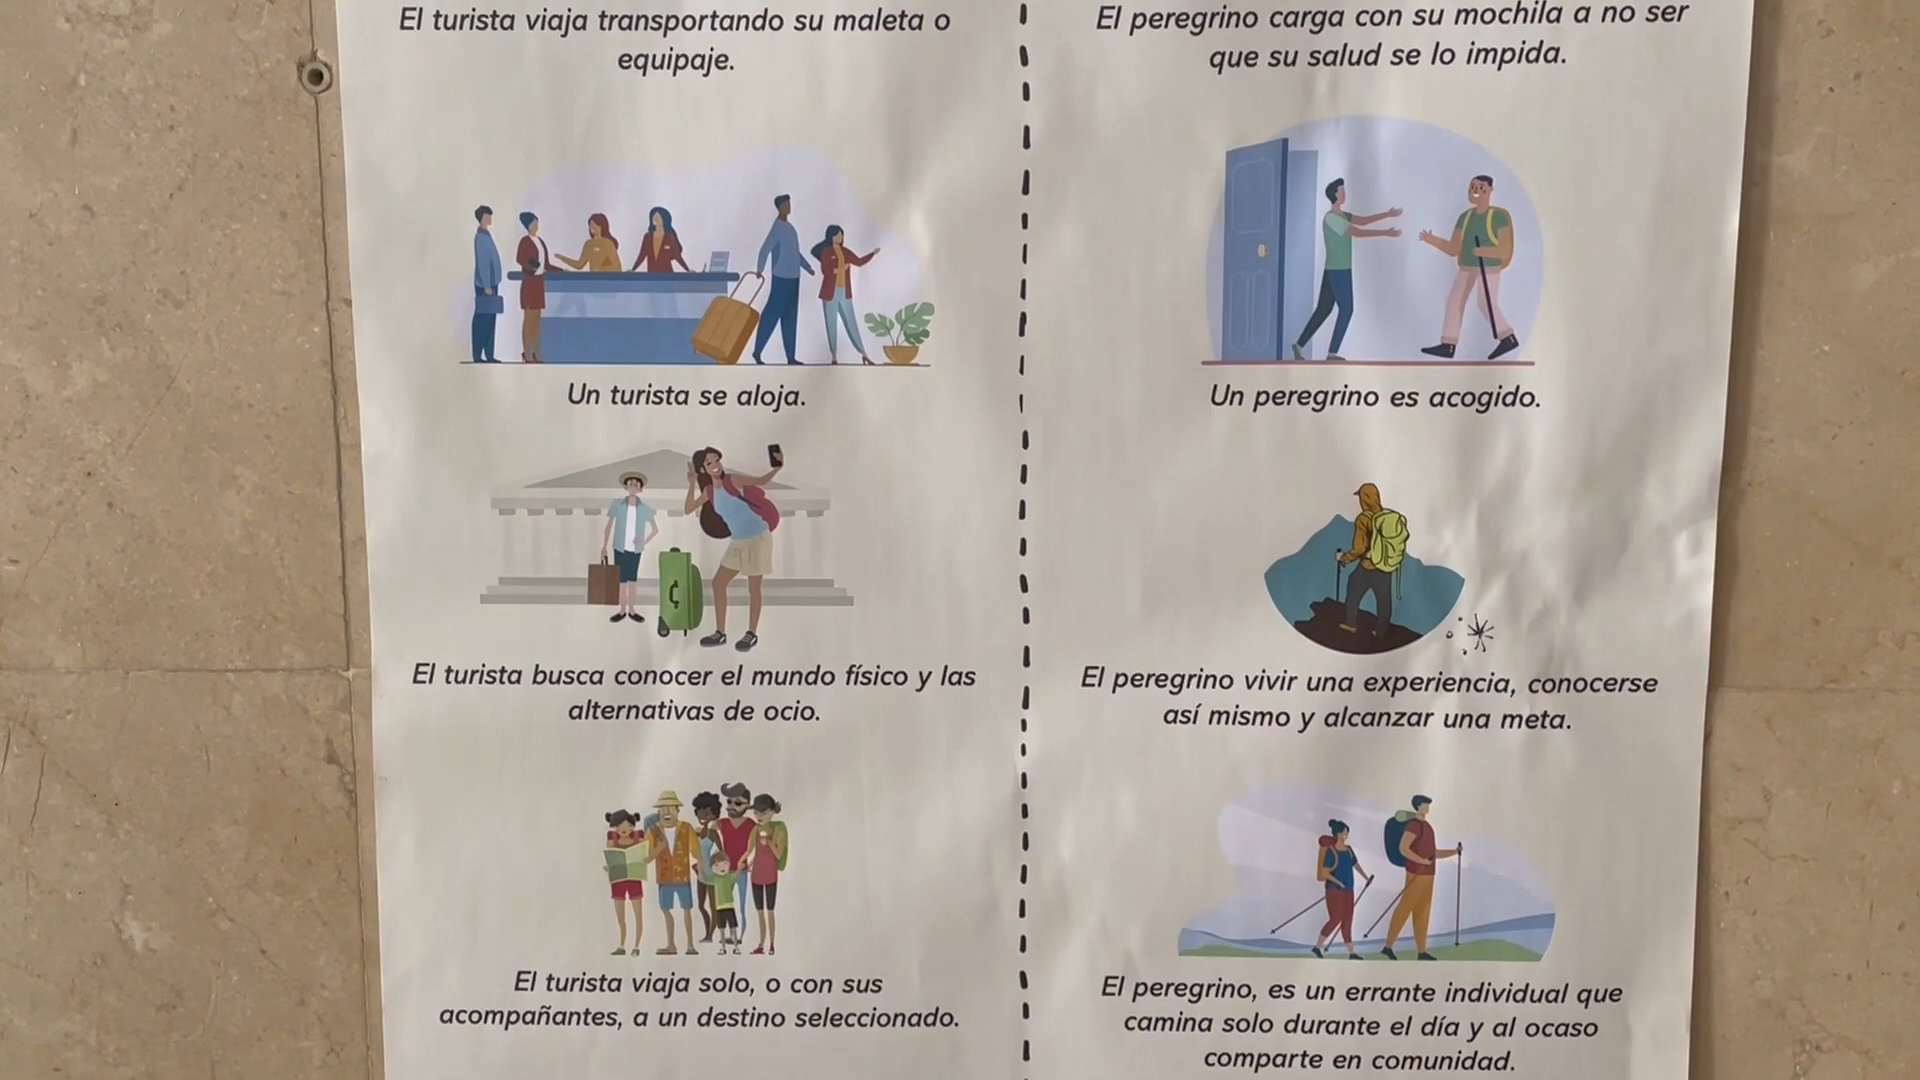 El turista viaja transportando su maleta o
equipaje.
El peregrino carga con su mochila a no ser
que su salud se lo impida.
Un turista se aloja.
Un peregrino es acogido.
El turista busca conocer el mundo físico y las
alternativas de ocio.
El peregrino vivir una experiencia, conocerse
así mismo y alcanzar una meta.
El turista viaja solo, o con sus
acompañantes, a un destino seleccionado.
El peregrino, es un errante individual que
camina solo durante el día y al ocaso
comparte en comunidad.